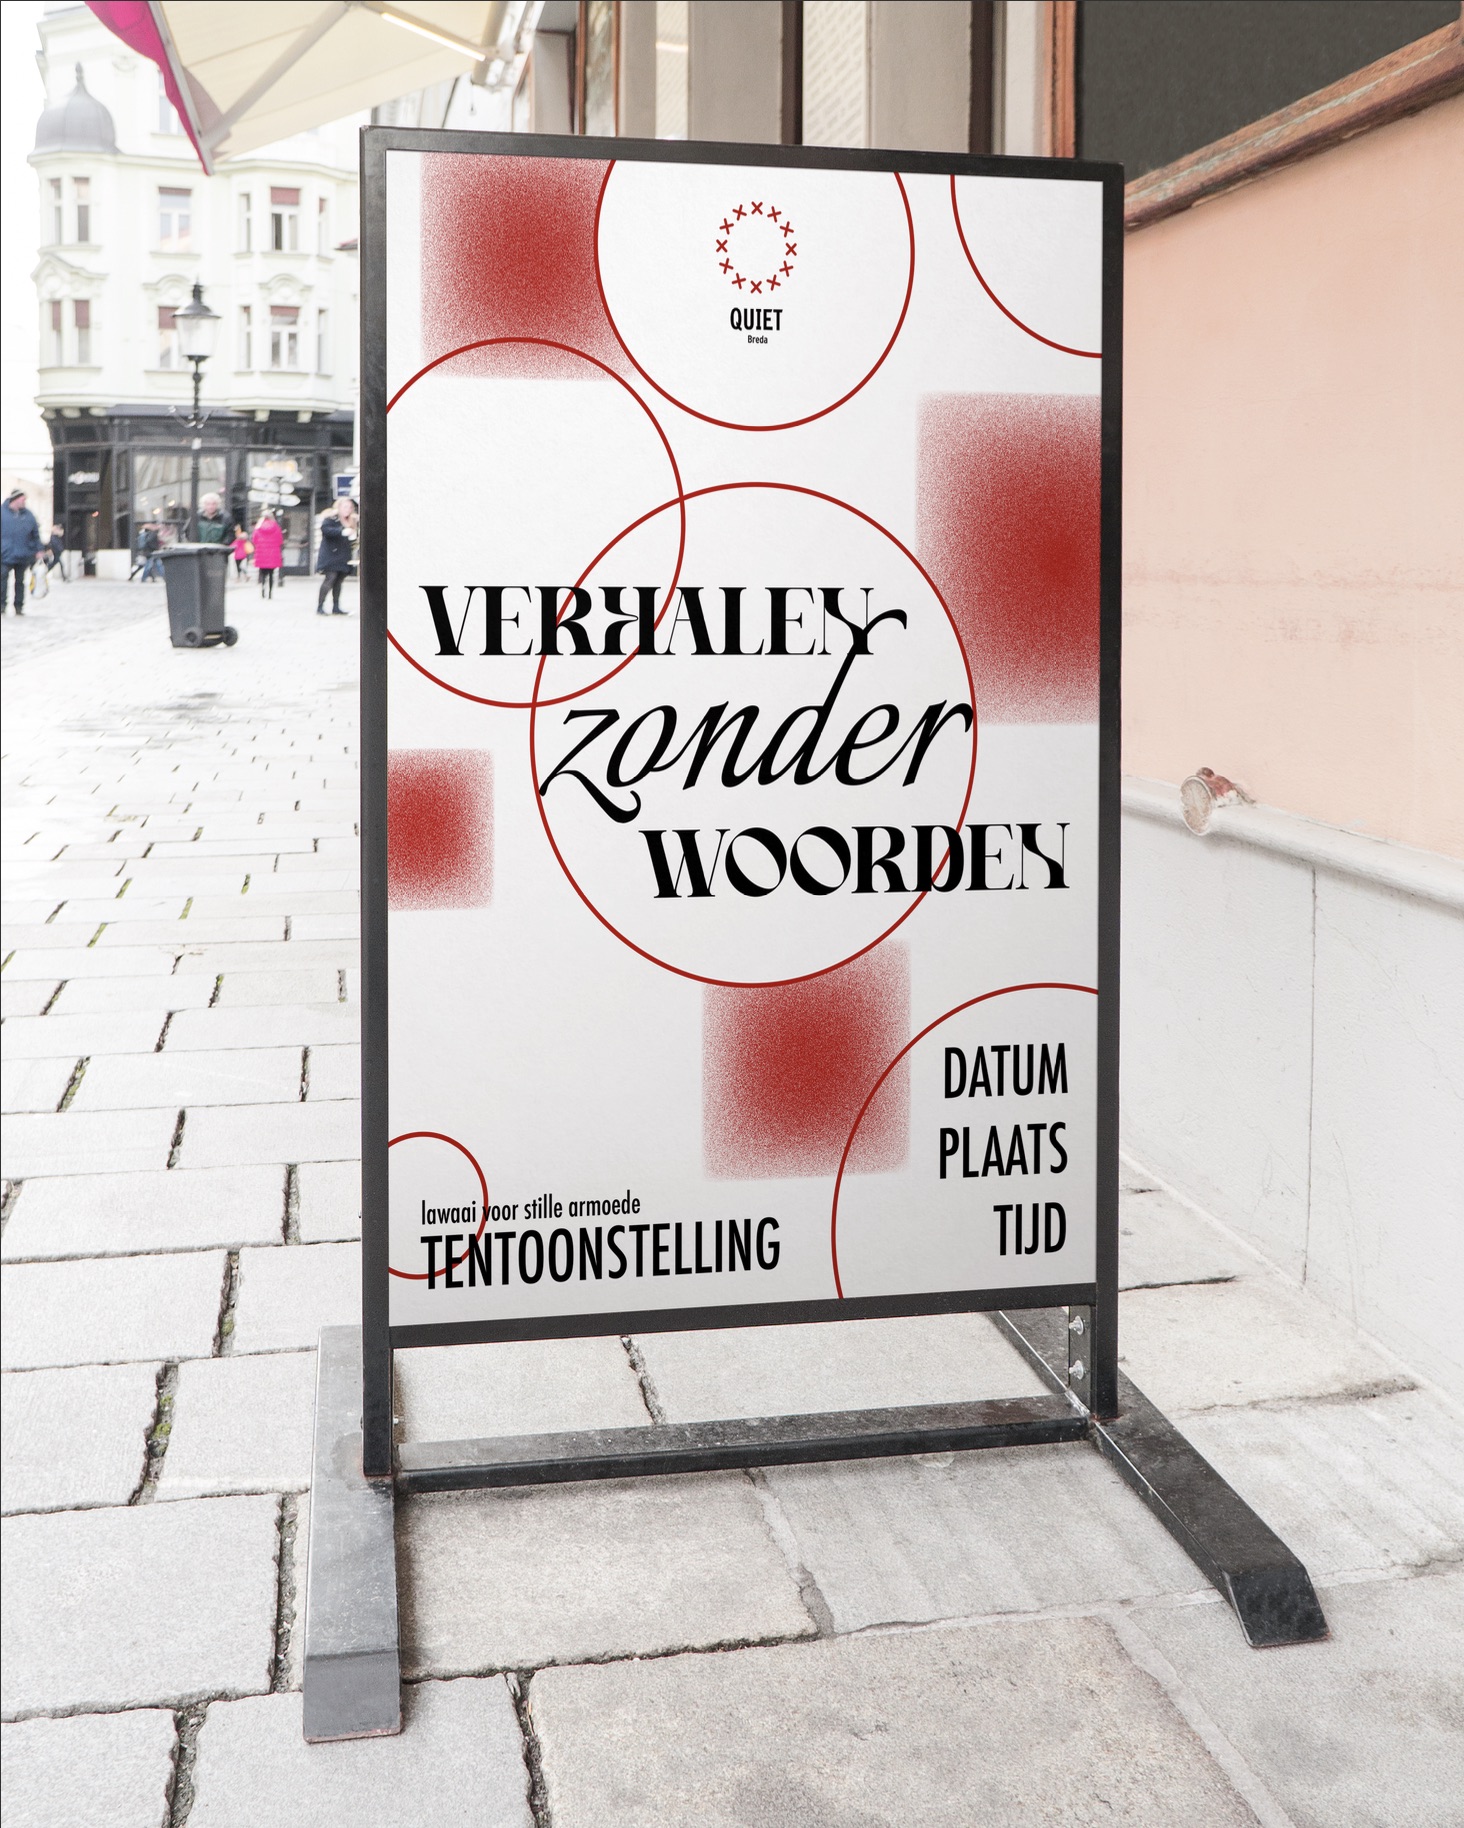 QUIET
Breda
VERHALEN
zonder
WOORDEN
DATUM
PLAATS
TIJD
lawaai voor stille armoede
TENTOONSTELLING